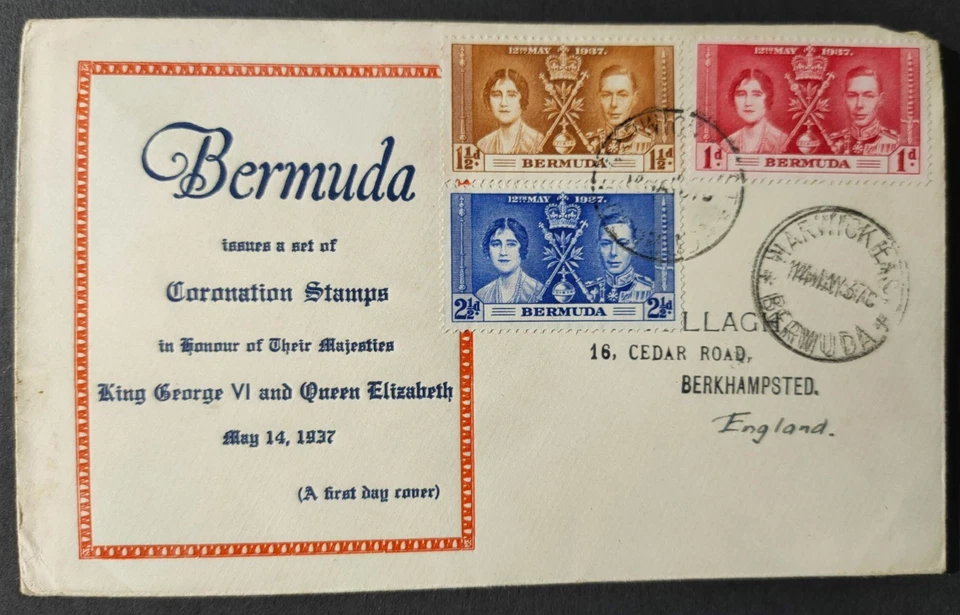 Bermuda
issues a set of
Coronation Stamps
in Honour of Their Majesties
King George VI and Queen Elizabeth
May 14, 1937
(A first day cover)
12TH MAY 1937.
1½d. BERMUDA 1½d.
12TH MAY 1937.
1d. BERMUDA 1d.
12TH MAY 1937.
2½d. BERMUDA 2½d.
WARWICK EAST
BERMUDA
16, CEDAR ROAD,
BERKHAMPSTED.
England.